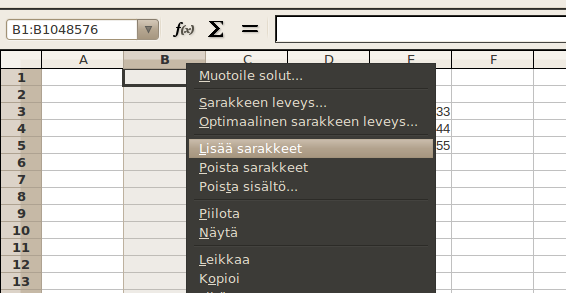 B1:B1048576 f(x) Σ =
A B C D E F
1
2
3 33
4 44
5 55
6
7
8
9
10
11
12
13
Muotoile solut...
Sarakkeen leveys...
Optimaalinen sarakkeen leveys...
Lisää sarakkeet
Poista sarakkeet
Poista sisältö...
Piilota
Näytä
Leikkaa
Kopioi